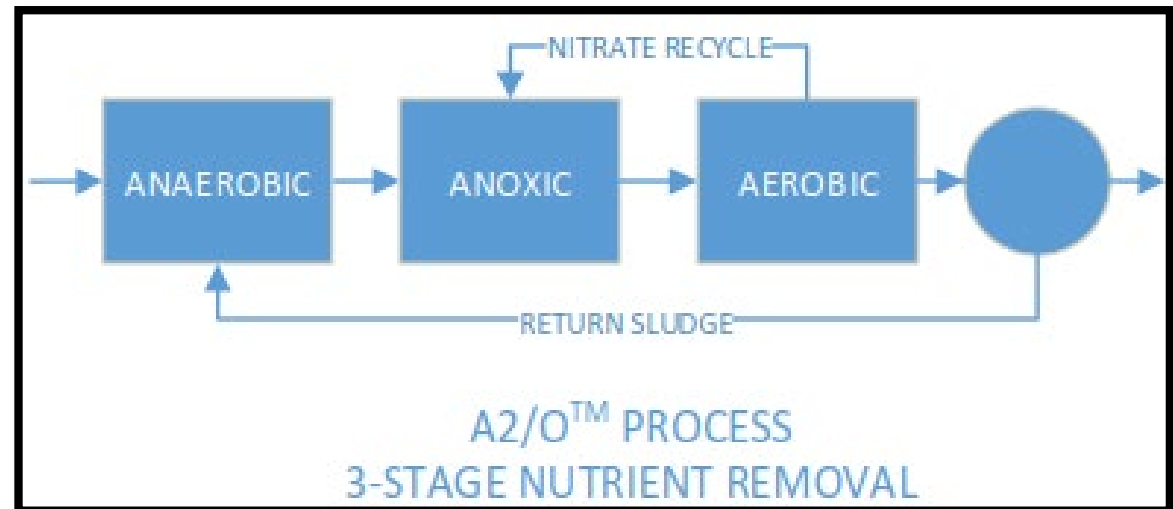 NITRATE RECYCLE
ANAEROBIC
ANOXIC
AEROBIC
RETURN SLUDGE
A2/O™ PROCESS
3-STAGE NUTRIENT REMOVAL